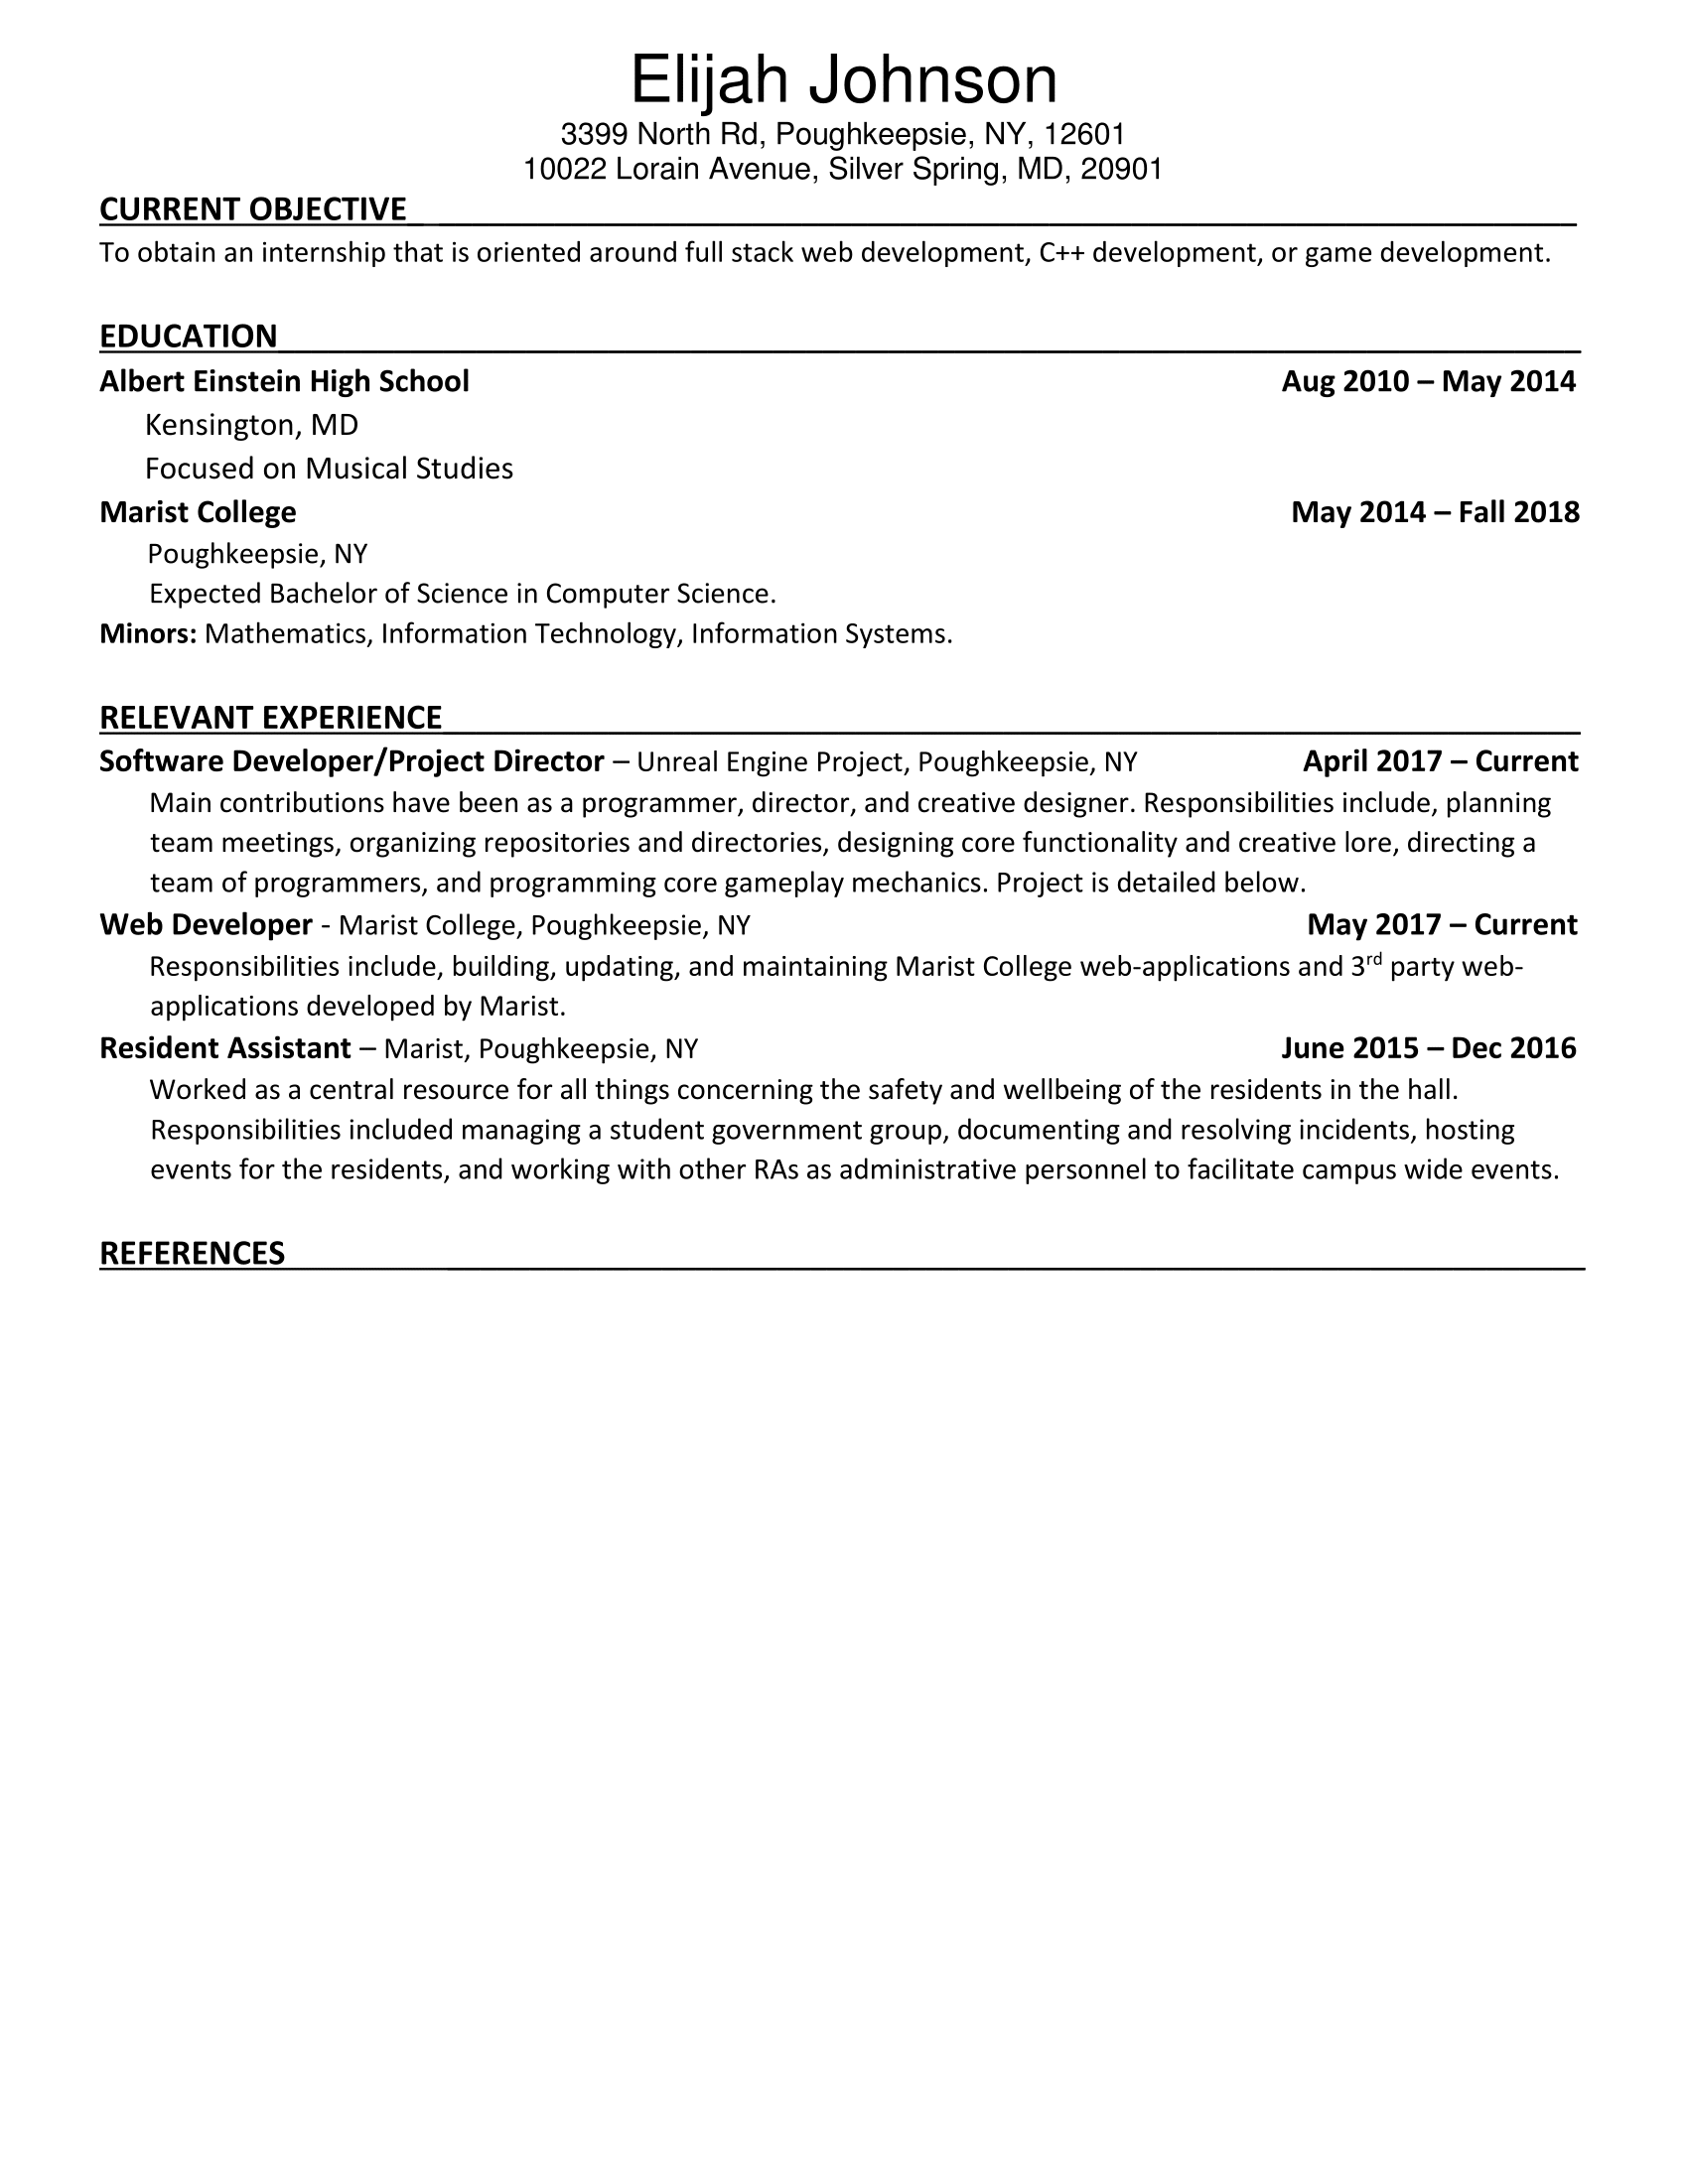 Elijah Johnson
3399 North Rd, Poughkeepsie, NY, 12601
10022 Lorain Avenue, Silver Spring, MD, 20901
CURRENT OBJECTIVE
To obtain an internship that is oriented around full stack web development, C++ development, or game development.
EDUCATION
Albert Einstein High School Aug 2010 – May 2014
Kensington, MD
Focused on Musical Studies
Marist College May 2014 – Fall 2018
Poughkeepsie, NY
Expected Bachelor of Science in Computer Science.
Minors: Mathematics, Information Technology, Information Systems.
RELEVANT EXPERIENCE
Software Developer/Project Director – Unreal Engine Project, Poughkeepsie, NY April 2017 – Current
Main contributions have been as a programmer, director, and creative designer. Responsibilities include, planning
team meetings, organizing repositories and directories, designing core functionality and creative lore, directing a
team of programmers, and programming core gameplay mechanics. Project is detailed below.
Web Developer - Marist College, Poughkeepsie, NY May 2017 – Current
Responsibilities include, building, updating, and maintaining Marist College web-applications and 3rd party web-
applications developed by Marist.
Resident Assistant – Marist, Poughkeepsie, NY June 2015 – Dec 2016
Worked as a central resource for all things concerning the safety and wellbeing of the residents in the hall.
Responsibilities included managing a student government group, documenting and resolving incidents, hosting
events for the residents, and working with other RAs as administrative personnel to facilitate campus wide events.
REFERENCES